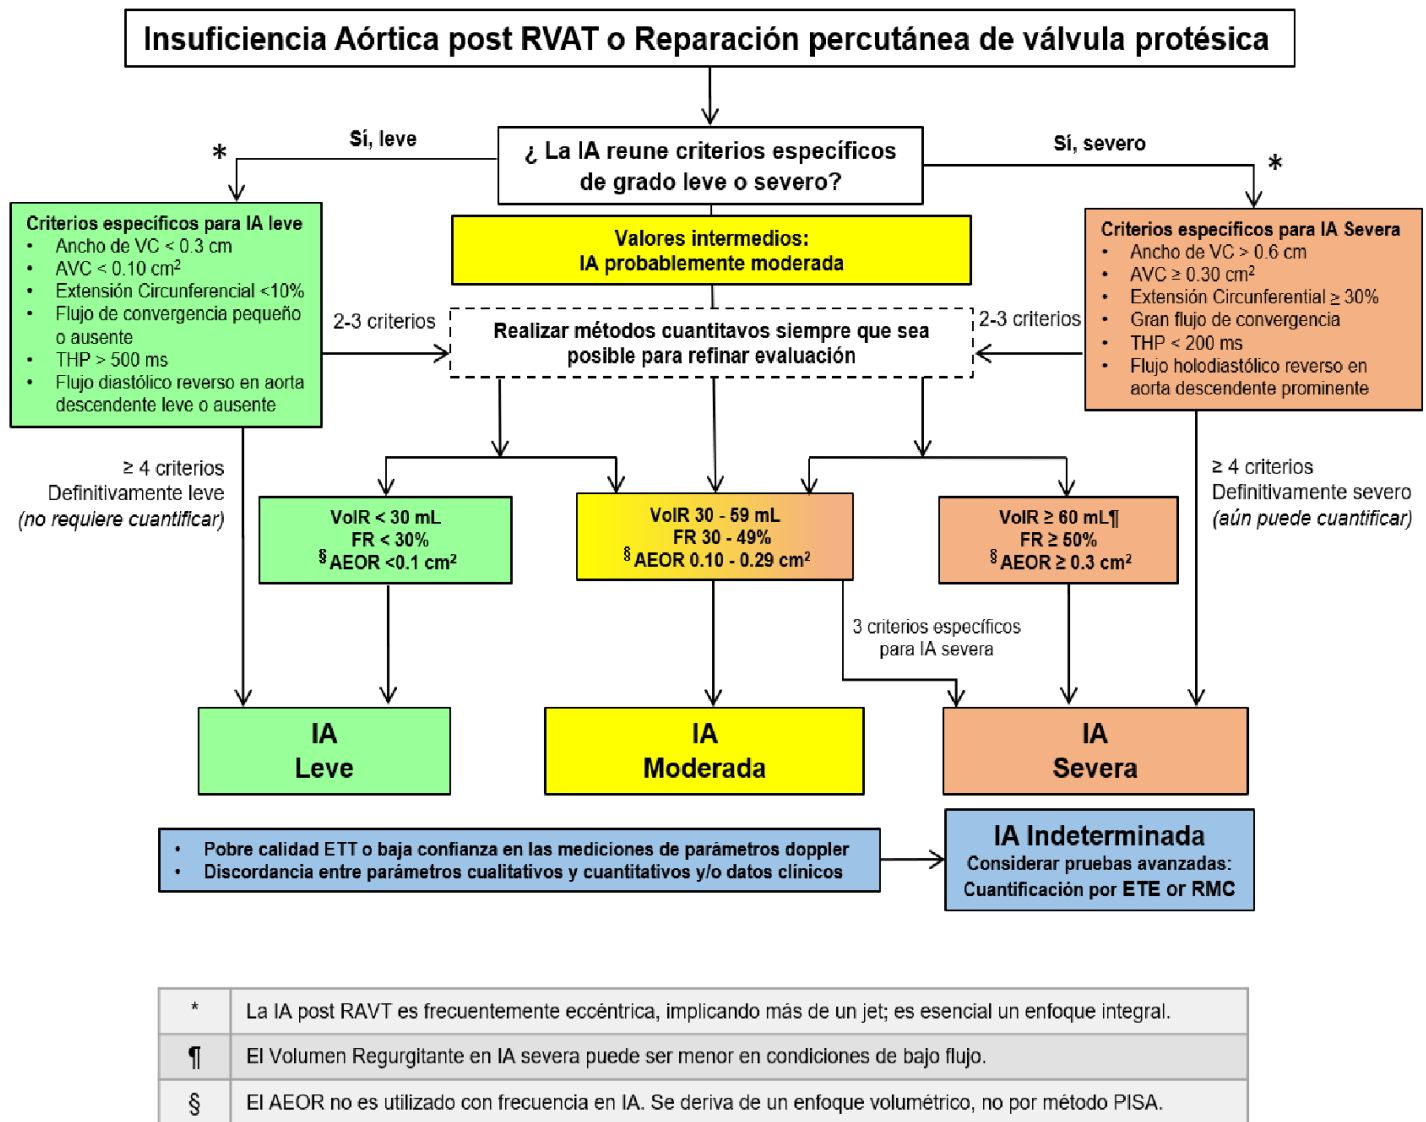 Insuficiencia Aórtica post RVAT o Reparación percutánea de válvula protésica
Sí, leve
*
¿ La IA reune criterios específicos
de grado leve o severo?
Sí, severo
*
Criterios específicos para IA leve
• Ancho de VC < 0.3 cm
• AVC < 0.10 cm²
• Extensión Circunferencial <10%
• Flujo de convergencia pequeño
o ausente
• THP > 500 ms
• Flujo diastólico reverso en aorta
descendente leve o ausente
Valores intermedios:
IA probablemente moderada
Criterios específicos para IA Severa
• Ancho de VC > 0.6 cm
• AVC ≥ 0.30 cm²
• Extensión Circunferential ≥ 30%
• Gran flujo de convergencia
• THP < 200 ms
• Flujo holodiastólico reverso en
aorta descendente prominente
2-3 criterios
Realizar métodos cuantitavos siempre que sea
posible para refinar evaluación
2-3 criterios
≥ 4 criterios
Definitivamente leve
(no requiere cuantificar)
≥ 4 criterios
Definitivamente severo
(aún puede cuantificar)
VolR < 30 mL
FR < 30%
§ AEOR <0.1 cm²
VolR 30 - 59 mL
FR 30 - 49%
§ AEOR 0.10 - 0.29 cm²
VolR ≥ 60 mL¶
FR ≥ 50%
§ AEOR ≥ 0.3 cm²
3 criterios específicos
para IA severa
IA
Leve
IA
Moderada
IA
Severa
• Pobre calidad ETT o baja confianza en las mediciones de parámetros doppler
• Discordancia entre parámetros cualitativos y cuantitativos y/o datos clínicos
IA Indeterminada
Considerar pruebas avanzadas:
Cuantificación por ETE or RMC
* La IA post RAVT es frecuentemente eccéntrica, implicando más de un jet; es esencial un enfoque integral.
¶ El Volumen Regurgitante en IA severa puede ser menor en condiciones de bajo flujo.
§ El AEOR no es utilizado con frecuencia en IA. Se deriva de un enfoque volumétrico, no por método PISA.